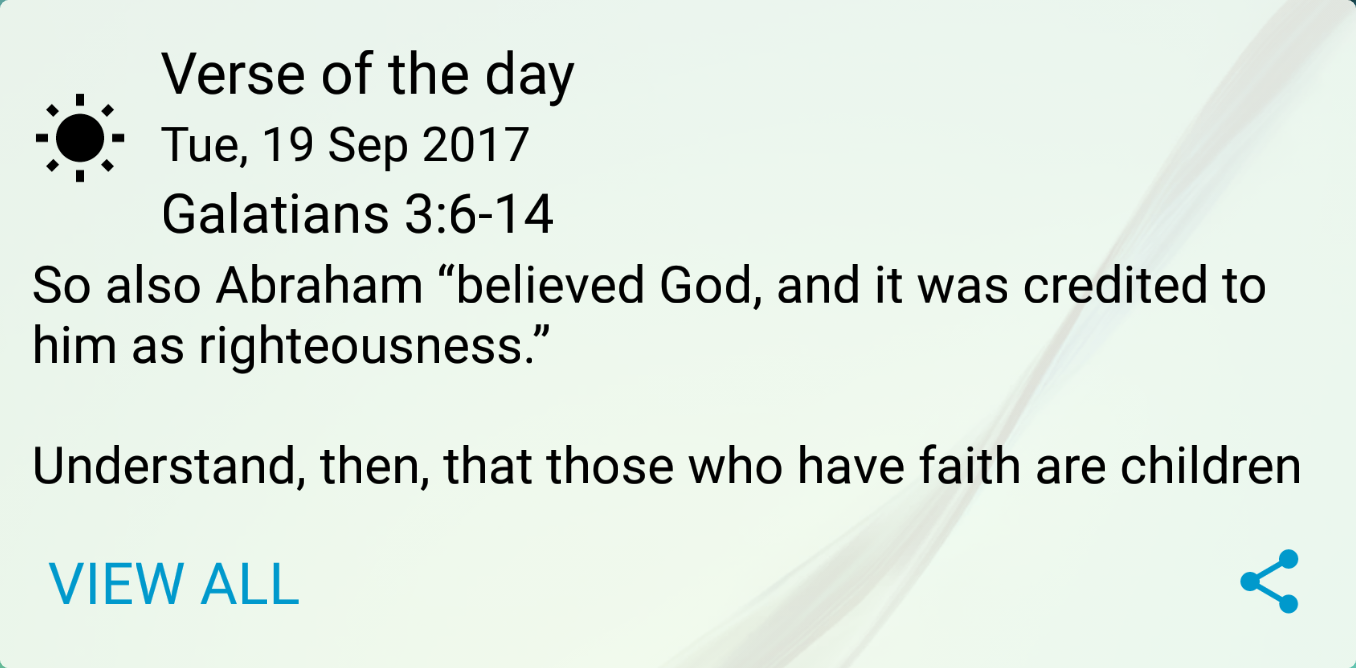 Verse of the day
Tue, 19 Sep 2017
Galatians 3:6-14
So also Abraham “believed God, and it was credited to
him as righteousness.”
Understand, then, that those who have faith are children
VIEW ALL